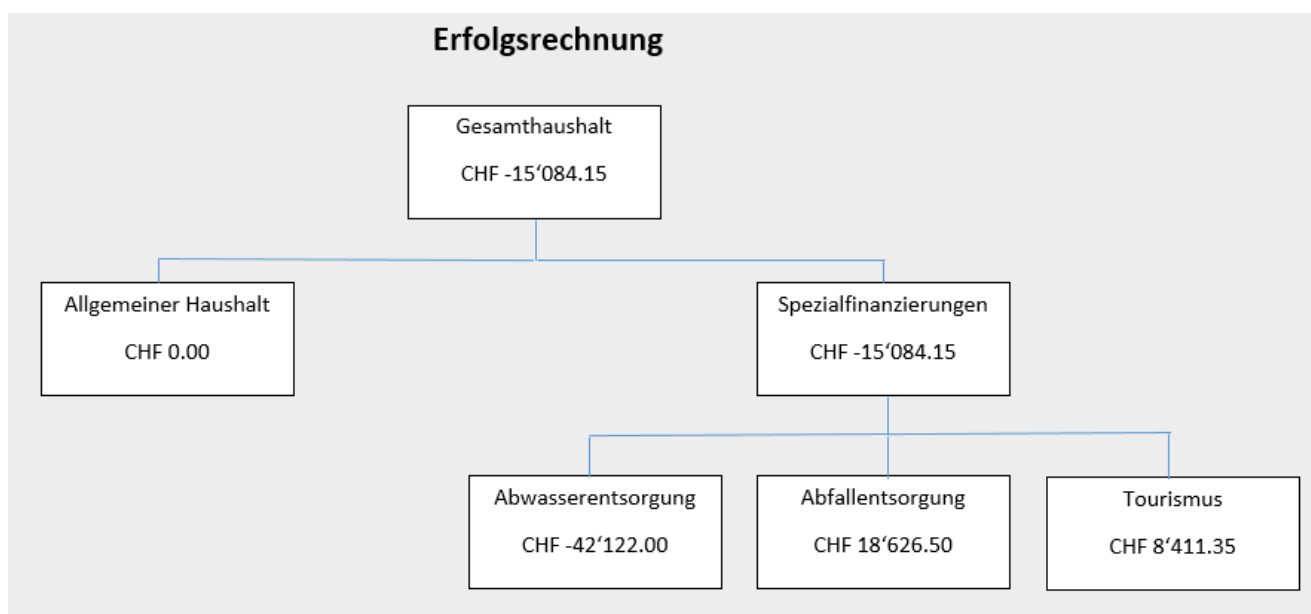 Erfolgsrechnung
Gesamthaushalt
CHF -15‘084.15
Allgemeiner Haushalt
CHF 0.00
Spezialfinanzierungen
CHF -15‘084.15
Abwasserentsorgung
CHF -42‘122.00
Abfallentsorgung
CHF 18‘626.50
Tourismus
CHF 8‘411.35